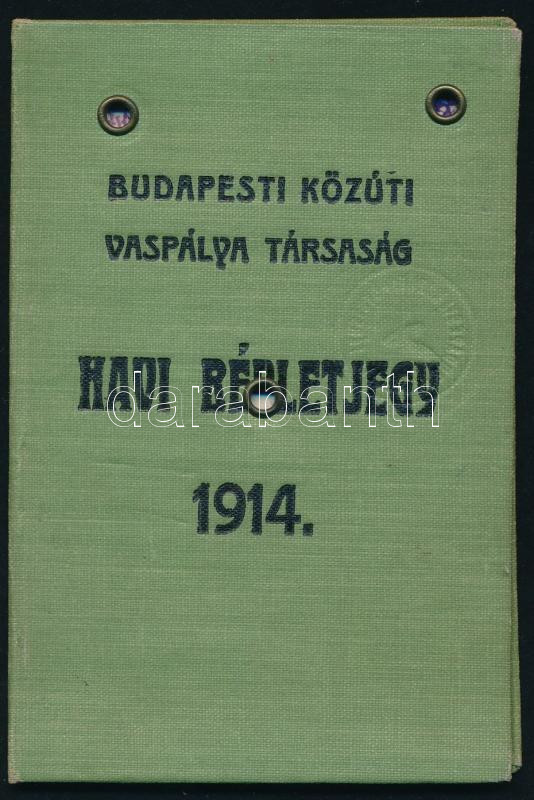 BUDAPESTI KÖZÚTI
VASPÁLYA TÁRSASÁG
HADI BÉRLETJEGY
darabanth
1914.